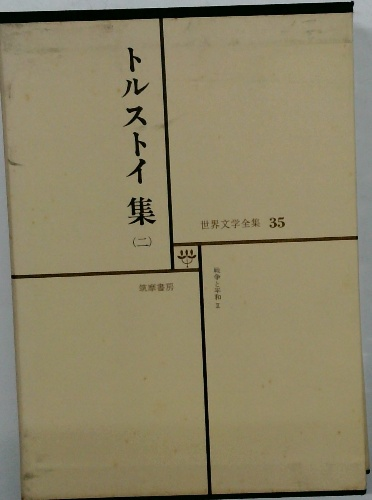 トルストイ集
(二)
世界文学全集 35
戦争と平和 II
筑摩書房